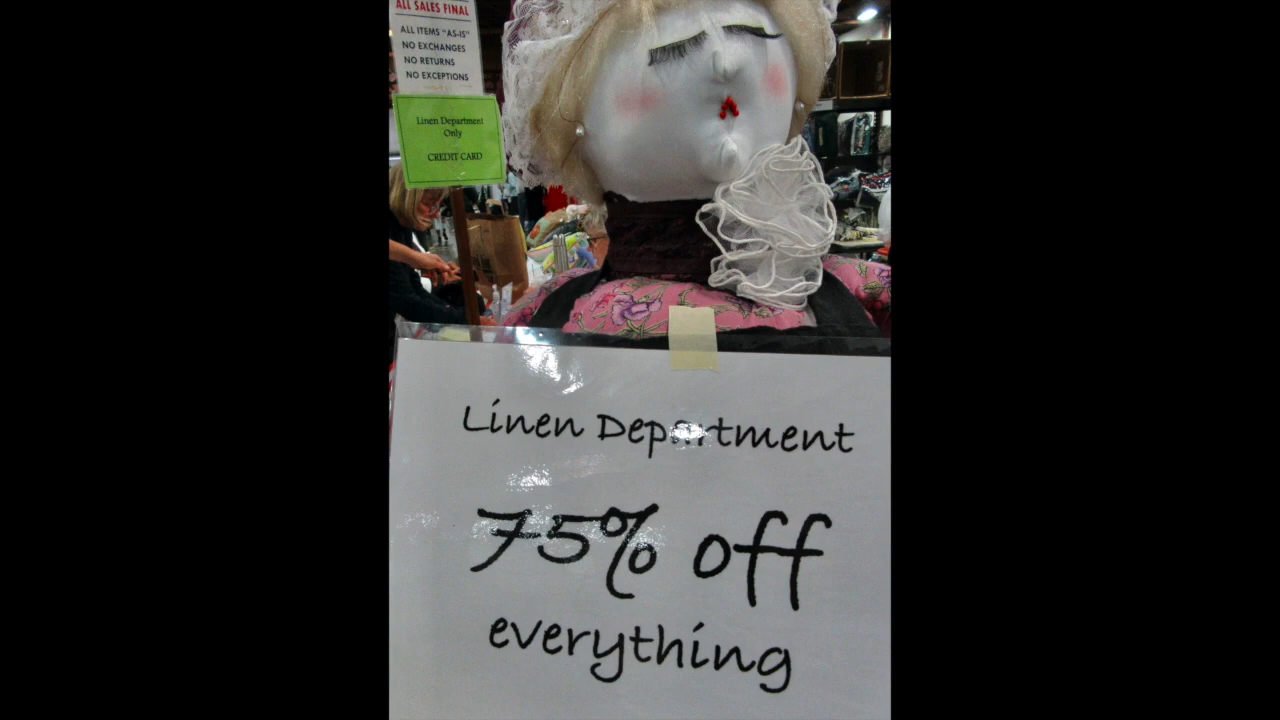 ALL SALES FINAL
ALL ITEMS "AS-IS"
NO EXCHANGES
NO RETURNS
NO EXCEPTIONS
Linen Department
Only
CREDIT CARD
Linen Department
75% off
everything